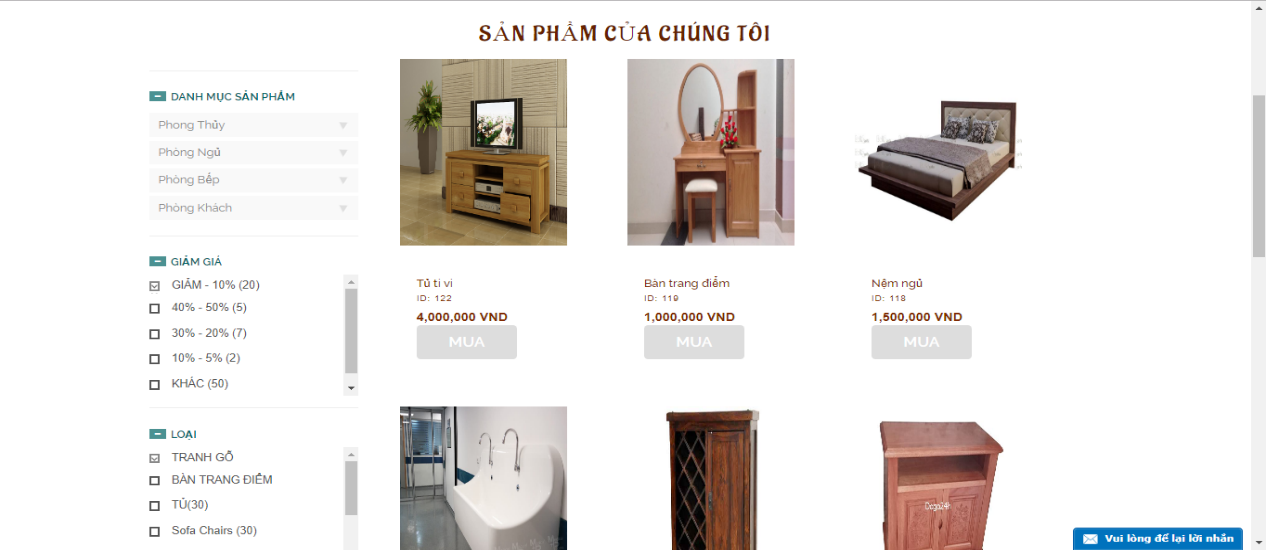 SẢN PHẨM CỦA CHÚNG TÔI
DANH MỤC SẢN PHẨM
Phong Thủy
Phòng Ngủ
Phòng Bếp
Phòng Khách
GIẢM GIÁ
GIẢM - 10% (20)
40% - 50% (5)
30% - 20% (7)
10% - 5% (2)
KHÁC (50)
LOẠI
TRANH GỖ
BÀN TRANG ĐIỂM
TỦ(30)
Sofa Chairs (30)
Tủ ti vi
ID: 122
4,000,000 VND
MUA
Bàn trang điểm
ID: 119
1,000,000 VND
MUA
Nệm ngủ
ID: 118
1,500,000 VND
MUA
Vui lòng để lại lời nhắn